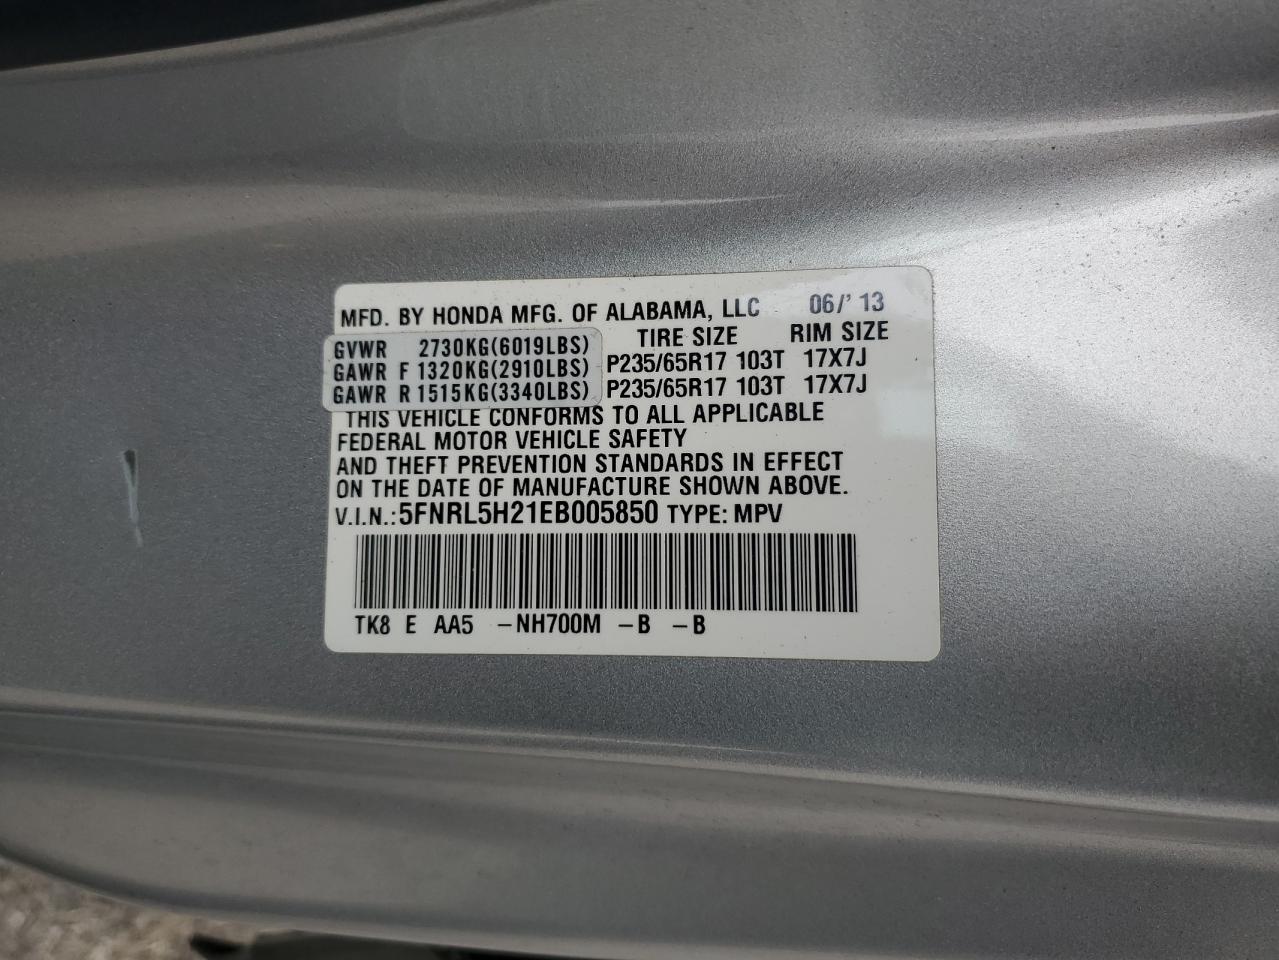 MFD. BY HONDA MFG. OF ALABAMA, LLC 06/'13
TIRE SIZE RIM SIZE
GVWR 2730KG(6019LBS)
GAWR F 1320KG(2910LBS) P235/65R17 103T 17X7J
GAWR R 1515KG(3340LBS) P235/65R17 103T 17X7J
THIS VEHICLE CONFORMS TO ALL APPLICABLE
FEDERAL MOTOR VEHICLE SAFETY
AND THEFT PREVENTION STANDARDS IN EFFECT
ON THE DATE OF MANUFACTURE SHOWN ABOVE.
V.I.N.: 5FNRL5H21EB005850 TYPE: MPV
TK8 E AA5 -NH700M -B -B